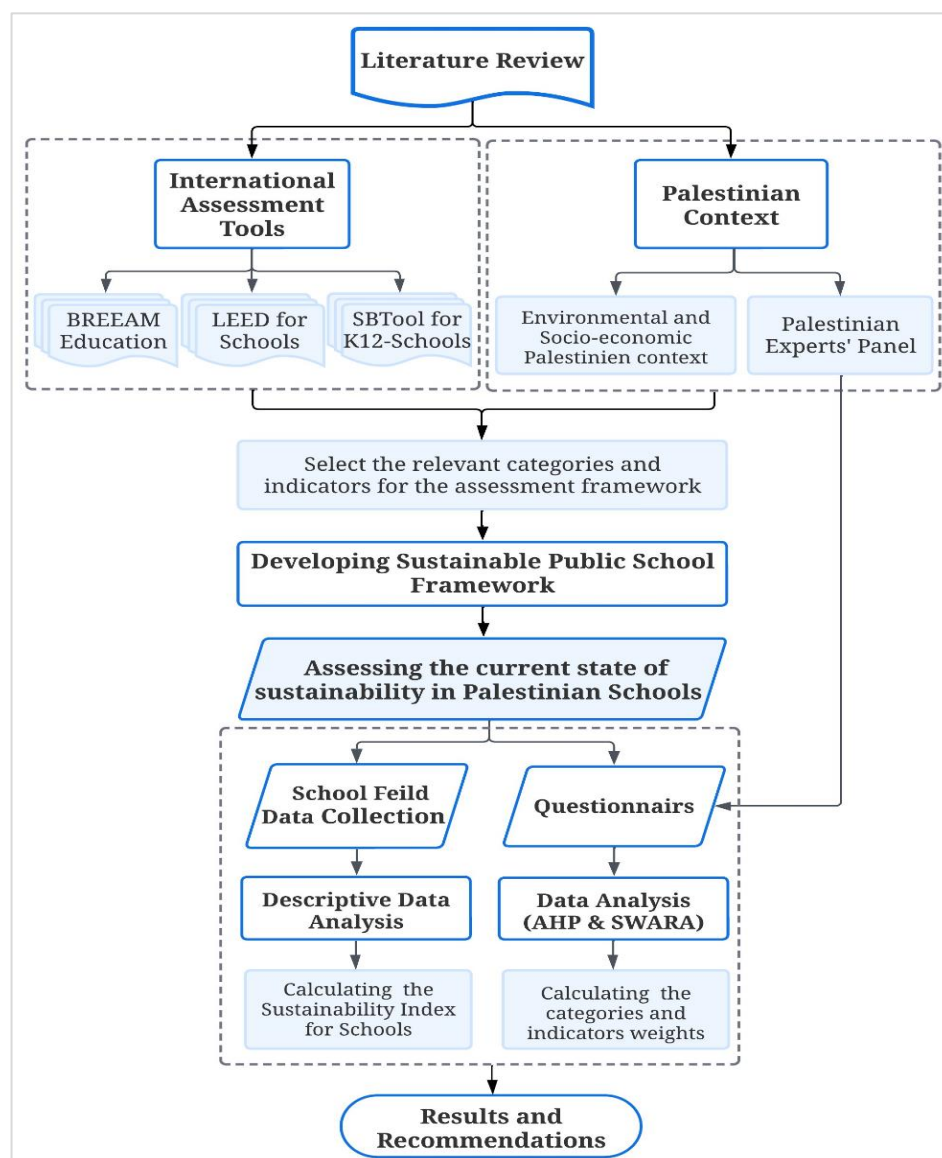 Literature Review
International
Assessment
Tools
Palestinian
Context
BREEAM
Education
LEED for
Schools
SBTool for
K12-Schools
Environmental and
Socio-economic
Palestinien context
Palestinian
Experts' Panel
Select the relevant categories and
indicators for the assessment framework
Developing Sustainable Public School
Framework
Assessing the current state of
sustainability in Palestinian Schools
School Feild
Data Collection
Questionnairs
Descriptive Data
Analysis
Data Analysis
(AHP & SWARA)
Calculating the
Sustainability Index
for Schools
Calculating the
categories and
indicators weights
Results and
Recommendations